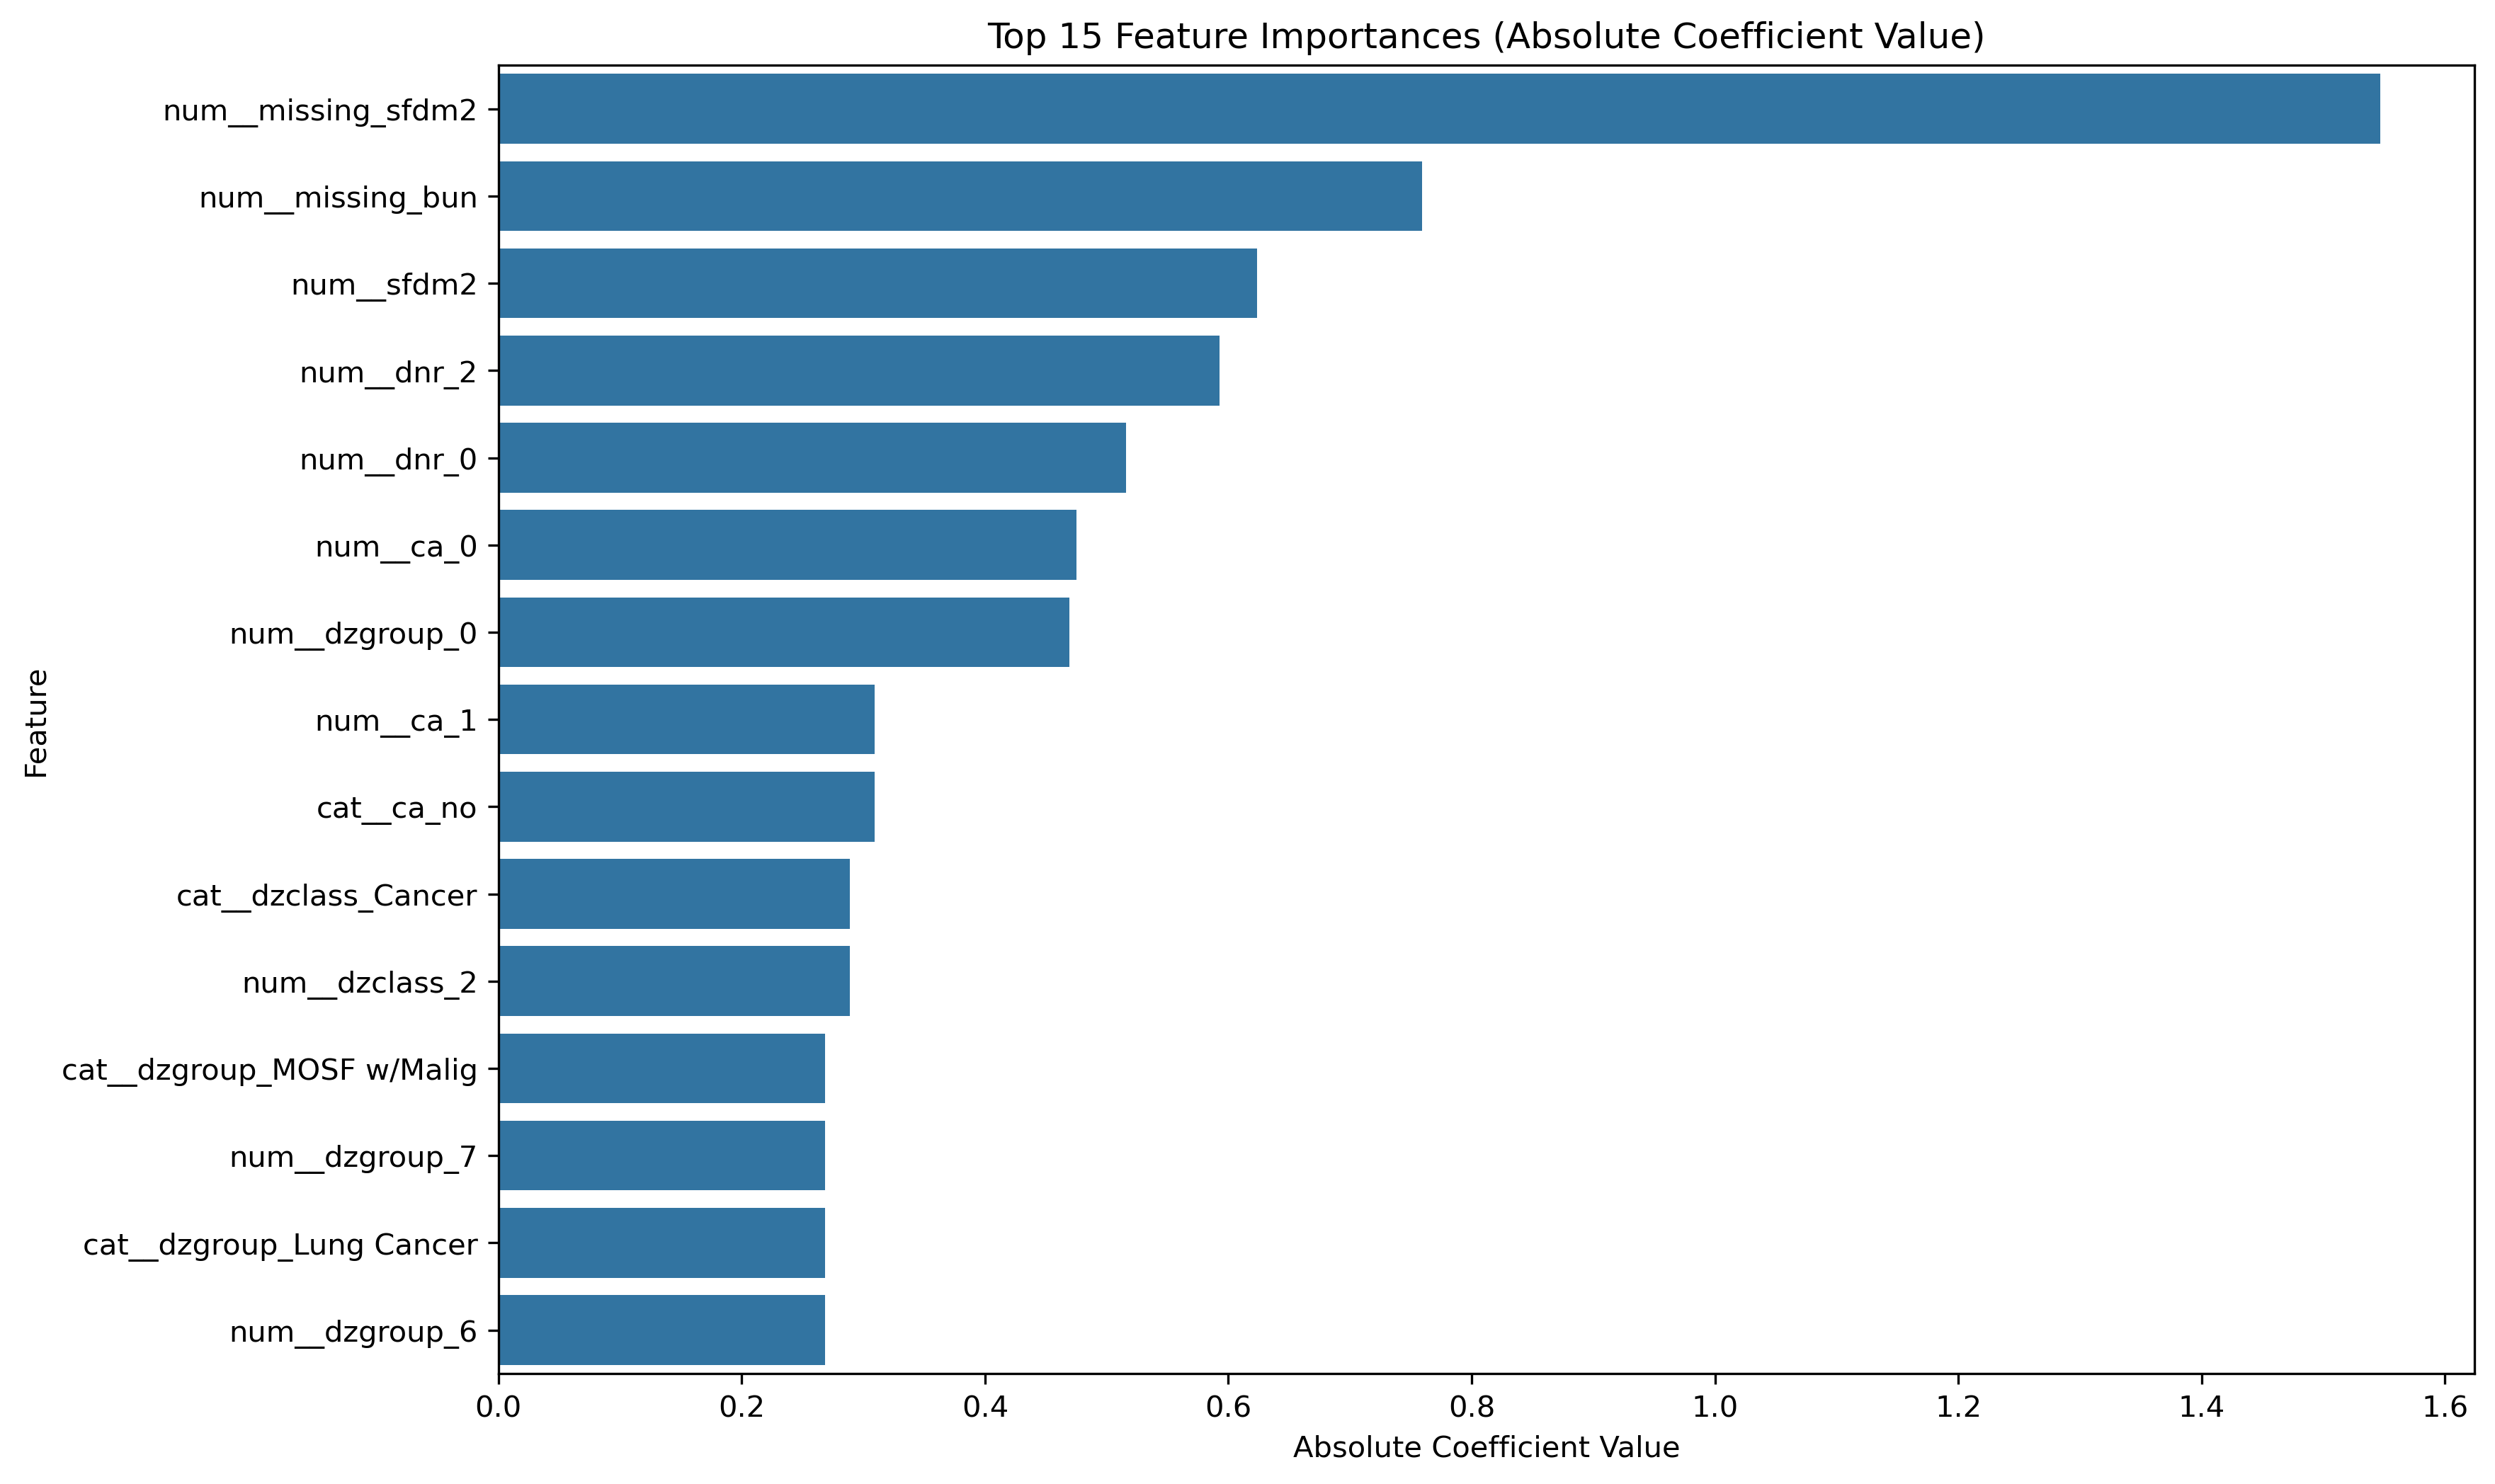 Top 15 Feature Importances (Absolute Coefficient Value)
num__missing_sfdm2
num__missing_bun
num__sfdm2
num__dnr_2
num__dnr_0
num__ca_0
num__dzgroup_0
num__ca_1
cat__ca_no
cat__dzclass_Cancer
num__dzclass_2
cat__dzgroup_MOSF w/Malig
num__dzgroup_7
cat__dzgroup_Lung Cancer
num__dzgroup_6
Feature
0.0 0.2 0.4 0.6 0.8 1.0 1.2 1.4 1.6
Absolute Coefficient Value